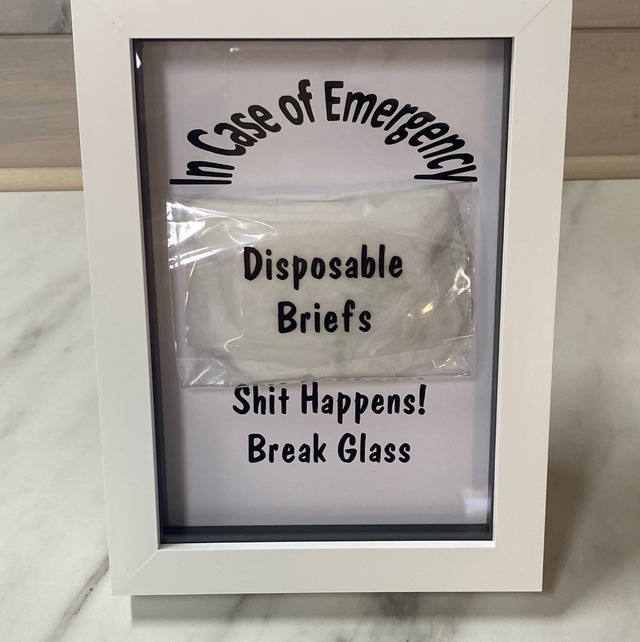 In Case of Emergency
Disposable
Briefs
Shit Happens!
Break Glass